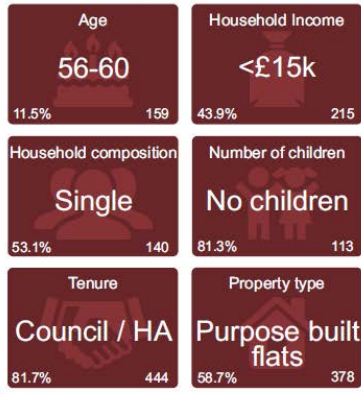 Age
56-60
11.5% 159
Household Income
<£15k
43.9% 215
Household composition
Single
53.1% 140
Number of children
No children
81.3% 113
Tenure
Council / HA
81.7% 444
Property type
Purpose built
flats
58.7% 378